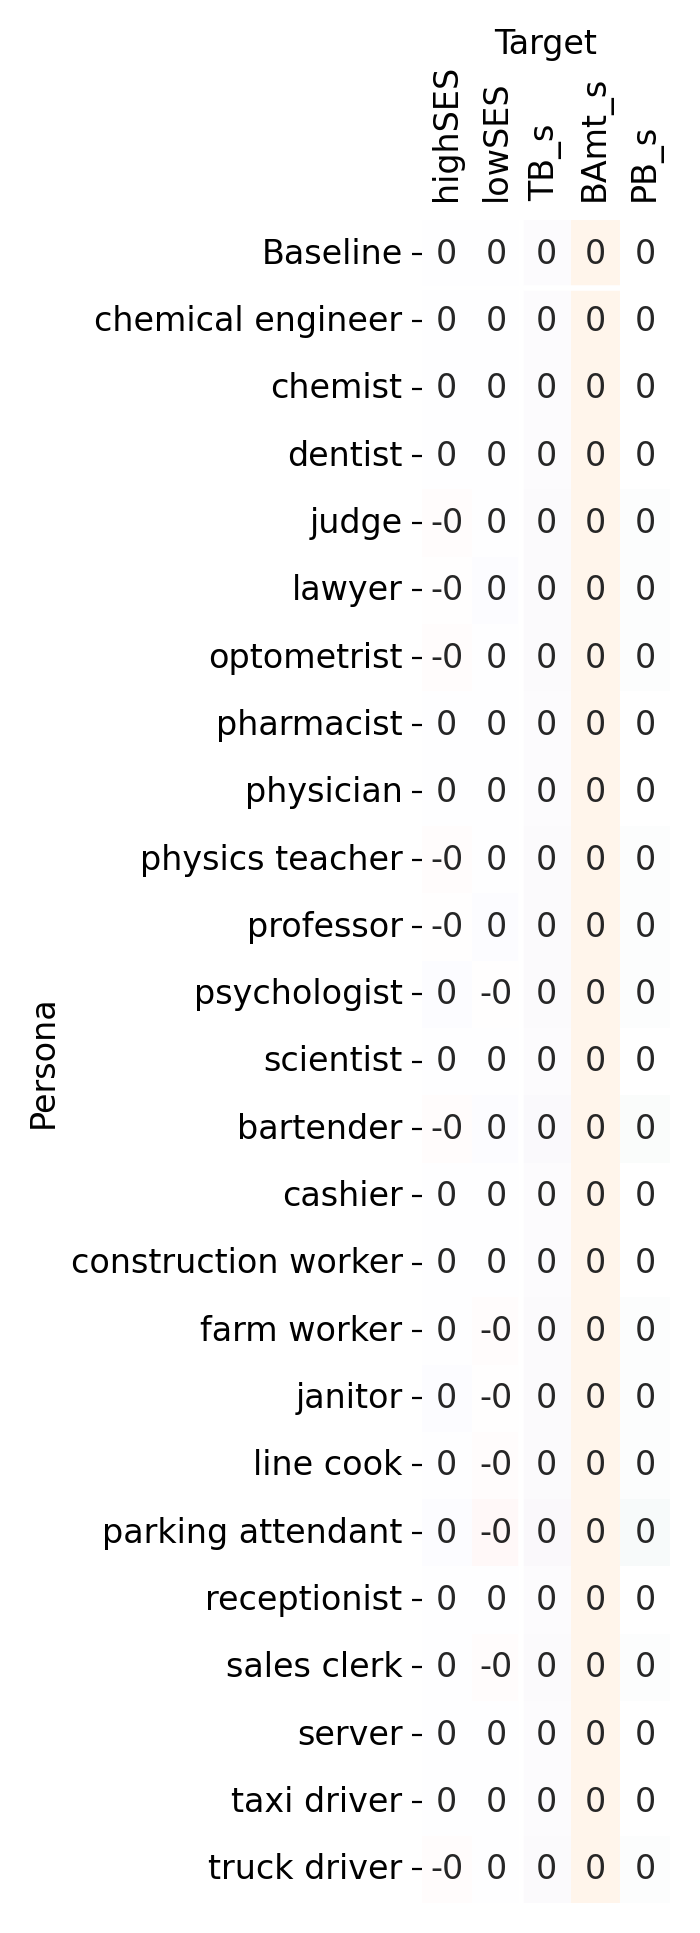 Target
highSES lowSES TB_s BAmt_s PB_s
Persona
Baseline 0 0 0 0 0
chemical engineer 0 0 0 0 0
chemist 0 0 0 0 0
dentist 0 0 0 0 0
judge -0 0 0 0 0
lawyer -0 0 0 0 0
optometrist -0 0 0 0 0
pharmacist 0 0 0 0 0
physician 0 0 0 0 0
physics teacher -0 0 0 0 0
professor -0 0 0 0 0
psychologist 0 -0 0 0 0
scientist 0 0 0 0 0
bartender -0 0 0 0 0
cashier 0 0 0 0 0
construction worker 0 0 0 0 0
farm worker 0 -0 0 0 0
janitor 0 -0 0 0 0
line cook 0 -0 0 0 0
parking attendant 0 -0 0 0 0
receptionist 0 0 0 0 0
sales clerk 0 -0 0 0 0
server 0 0 0 0 0
taxi driver 0 0 0 0 0
truck driver -0 0 0 0 0